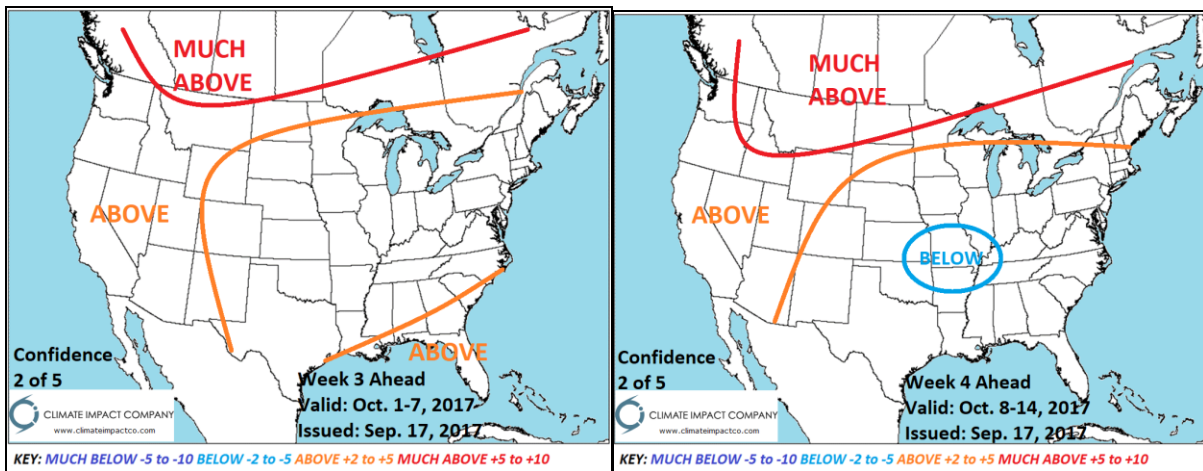 MUCH
ABOVE
ABOVE
ABOVE
Confidence
2 of 5
Week 3 Ahead
Valid: Oct. 1-7, 2017
Issued: Sep. 17, 2017
CLIMATE IMPACT COMPANY
www.climateimpactco.com
KEY: MUCH BELOW -5 to -10 BELOW -2 to -5 ABOVE +2 to +5 MUCH ABOVE +5 to +10
MUCH
ABOVE
ABOVE
BELOW
Confidence
2 of 5
Week 4 Ahead
Valid: Oct. 8-14, 2017
Issued: Sep. 17, 2017
CLIMATE IMPACT COMPANY
www.climateimpactco.com
KEY: MUCH BELOW -5 to -10 BELOW -2 to -5 ABOVE +2 to +5 MUCH ABOVE +5 to +10